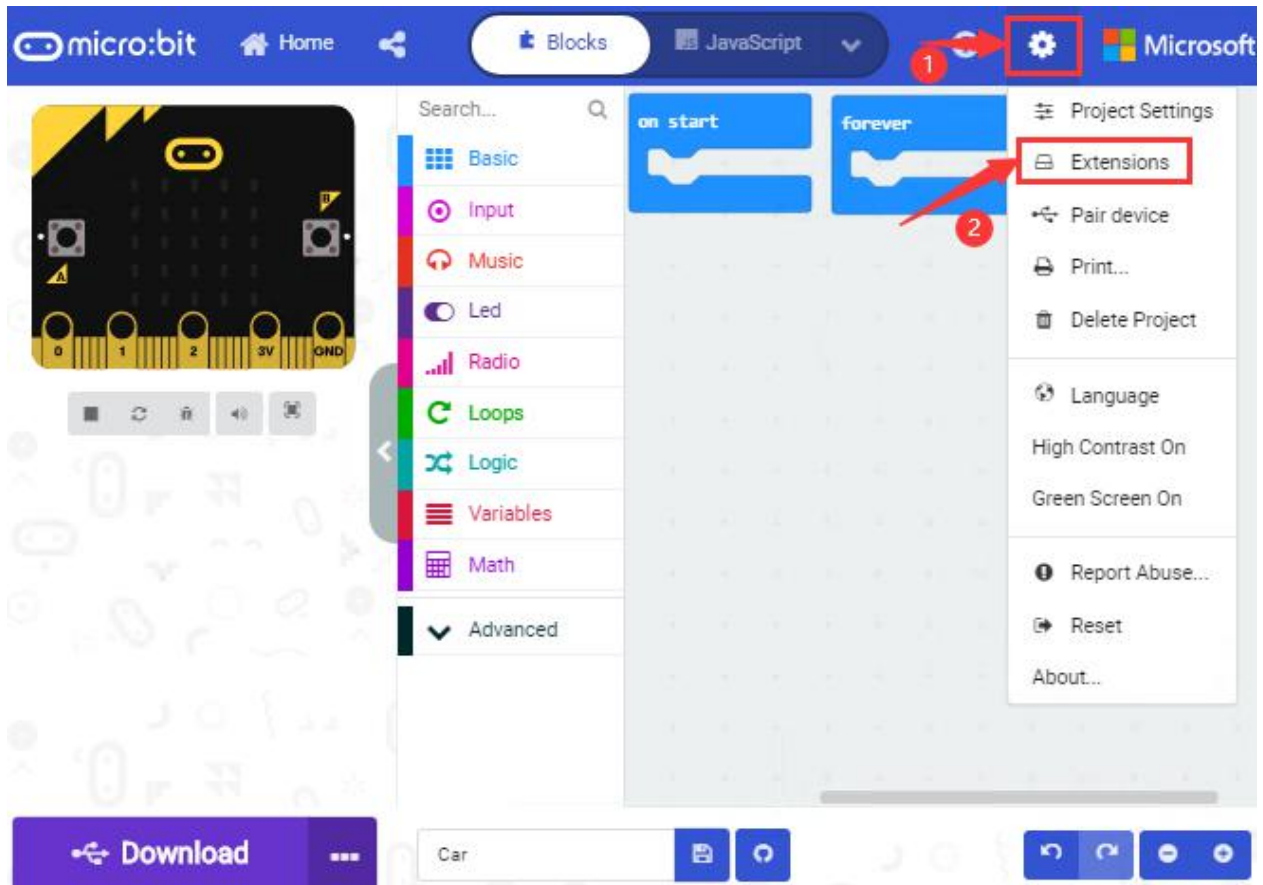 micro:bit Home Blocks JS JavaScript 1 Microsoft
Search...
Basic
Input
Music
Led
Radio
Loops
Logic
Variables
Math
Advanced
on start
forever
Project Settings
Extensions
2
Pair device
Print...
Delete Project
Language
High Contrast On
Green Screen On
Report Abuse...
Reset
About...
B
A
0 1 2 3V GND
Download
Car